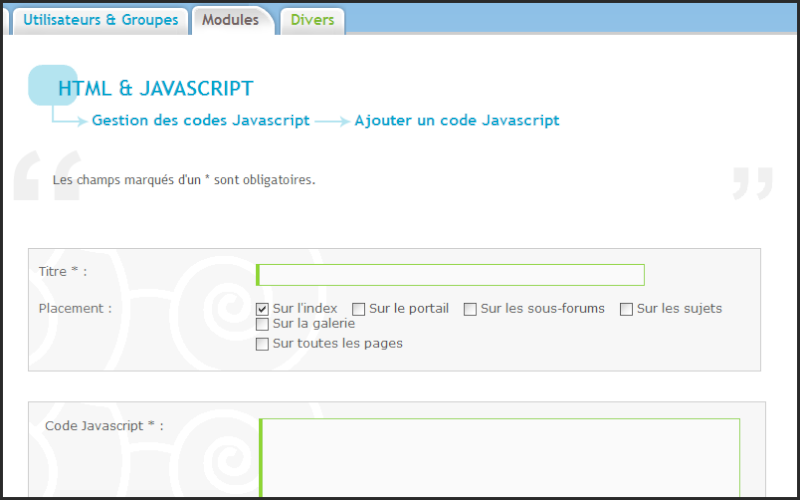 Utilisateurs & Groupes Modules Divers
HTML & JAVASCRIPT
Gestion des codes Javascript Ajouter un code Javascript
Les champs marqués d'un * sont obligatoires.
Titre * :
Placement : Sur l'index Sur le portail Sur les sous-forums Sur les sujets
Sur la galerie
Sur toutes les pages
Code Javascript * :